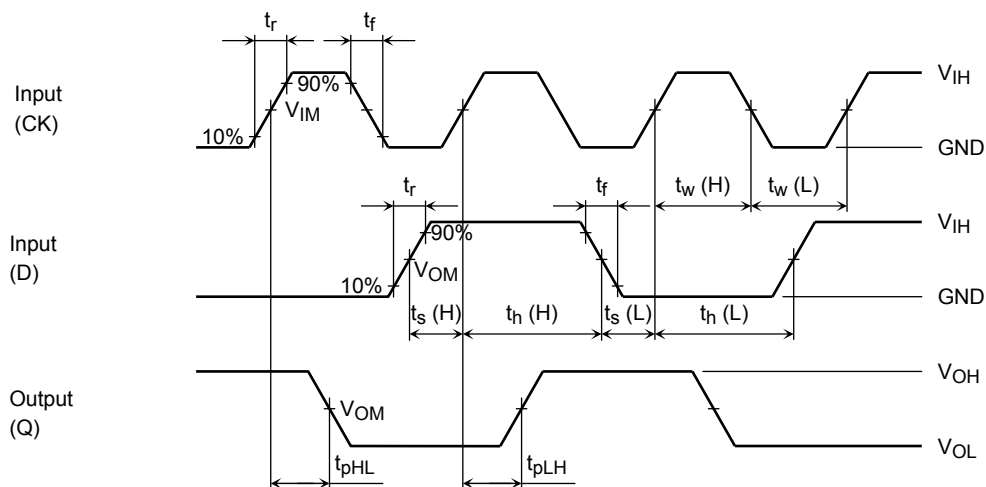 tr
tf
Input
(CK)
10%
90%
VIM
VIH
GND
tw (H)
tw (L)
tr
tf
Input
(D)
10%
90%
VOM
VIH
GND
ts (H)
th (H)
ts (L)
th (L)
Output
(Q)
VOM
VOH
VOL
tpHL
tpLH